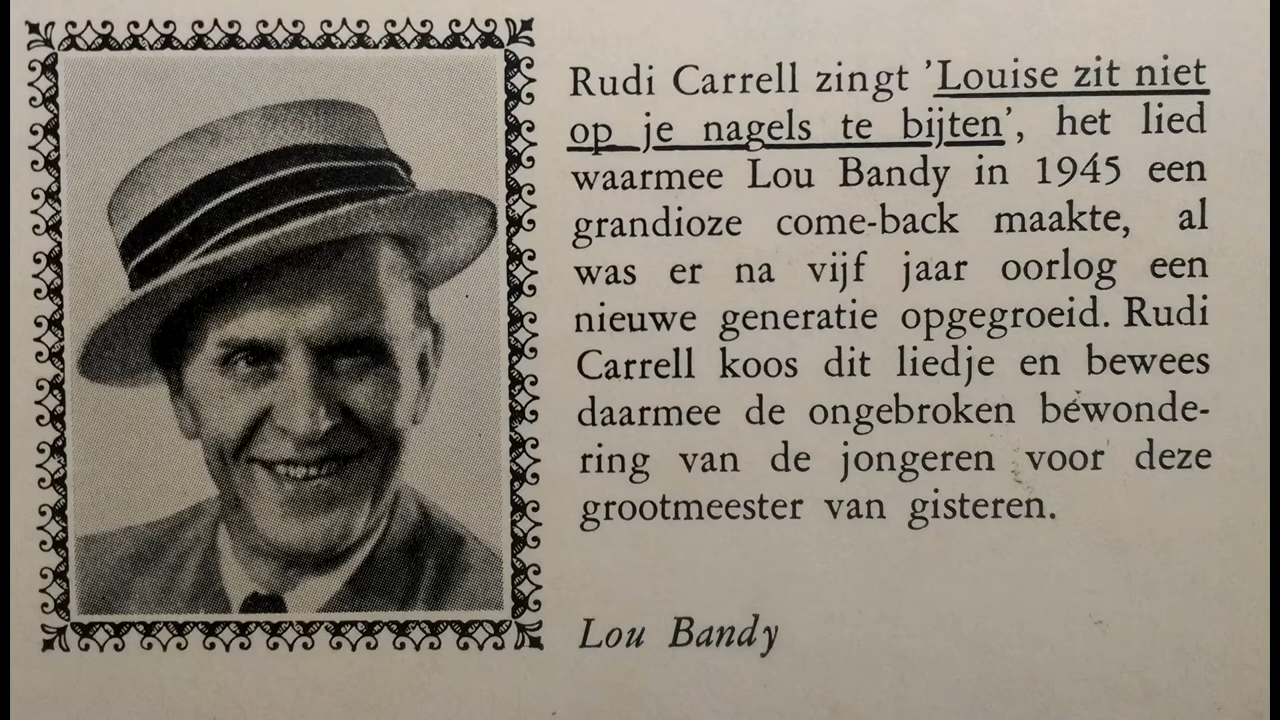 Rudi Carrell zingt 'Louise zit niet
op je nagels te bijten', het lied
waarmee Lou Bandy in 1945 een
grandioze come-back maakte, al
was er na vijf jaar oorlog een
nieuwe generatie opgegroeid. Rudi
Carrell koos dit liedje en bewees
daarmee de ongebroken bewonde-
ring van de jongeren voor deze
grootmeester van gisteren.
Lou Bandy